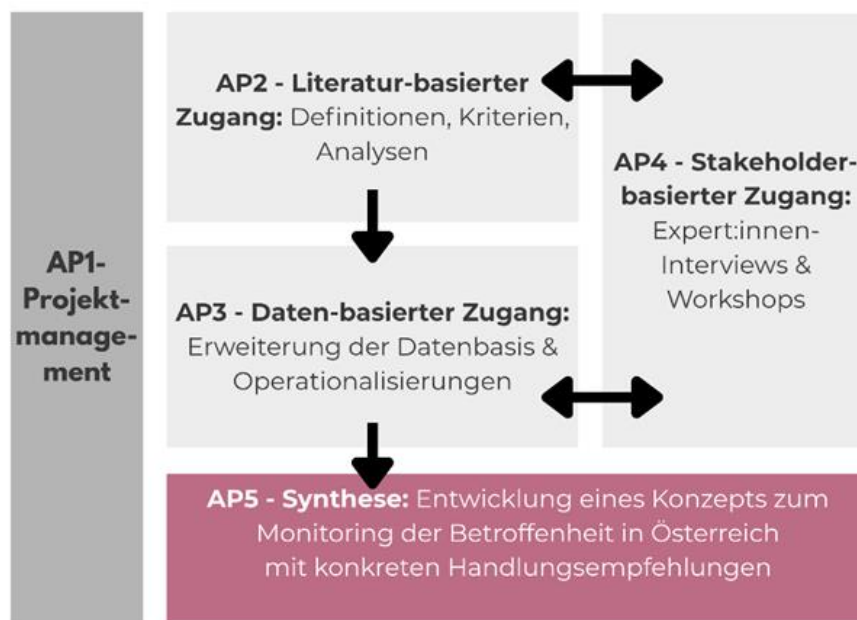 AP1-
Projekt-
manage-
ment
AP2 - Literatur-basierter
Zugang: Definitionen, Kriterien,
Analysen
AP3 - Daten-basierter Zugang:
Erweiterung der Datenbasis &
Operationalisierungen
AP4 - Stakeholder-
basierter Zugang:
Expert:innen-
Interviews &
Workshops
AP5 - Synthese: Entwicklung eines Konzepts zum
Monitoring der Betroffenheit in Österreich
mit konkreten Handlungsempfehlungen